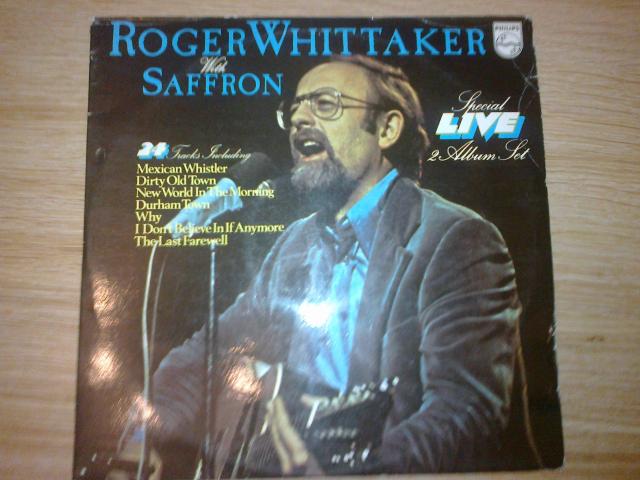 ROGER WHITTAKER
With
SAFFRON
PHILIPS
Special
LIVE
2 Album Set
24 Tracks Including
Mexican Whistler
Dirty Old Town
New World In The Morning
Durham Town
Why
I Don't Believe In If Anymore
The Last Farewell